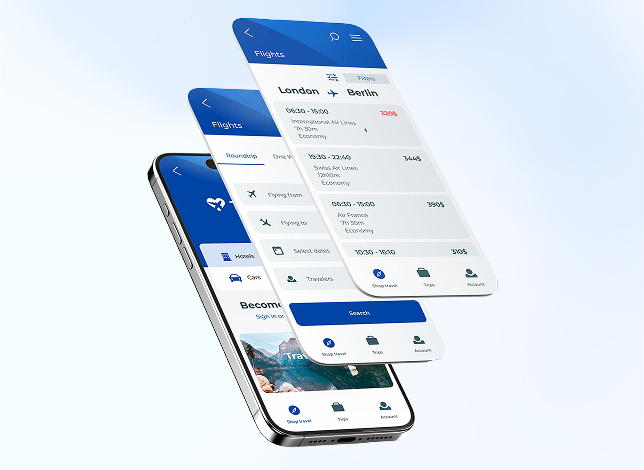 Flights
Filters
London Berlin
06:30 - 15:00 320$
International Air Lines
7h 30m
Economy
19:30 - 22:40 344$
Swiss Air Lines
12h10m
Economy
06:30 - 15:00 390$
Air France
7h 30m
Economy
10:30 - 16:10 310$
Shop travel Trips Account
Flights
Roundtrip One
Flying from
Flying to
Select dates
Travelers
Search
Shop travel Trips Account
Hotels
Cars
Become
Sign in or
Trav
Shop travel Trips Account